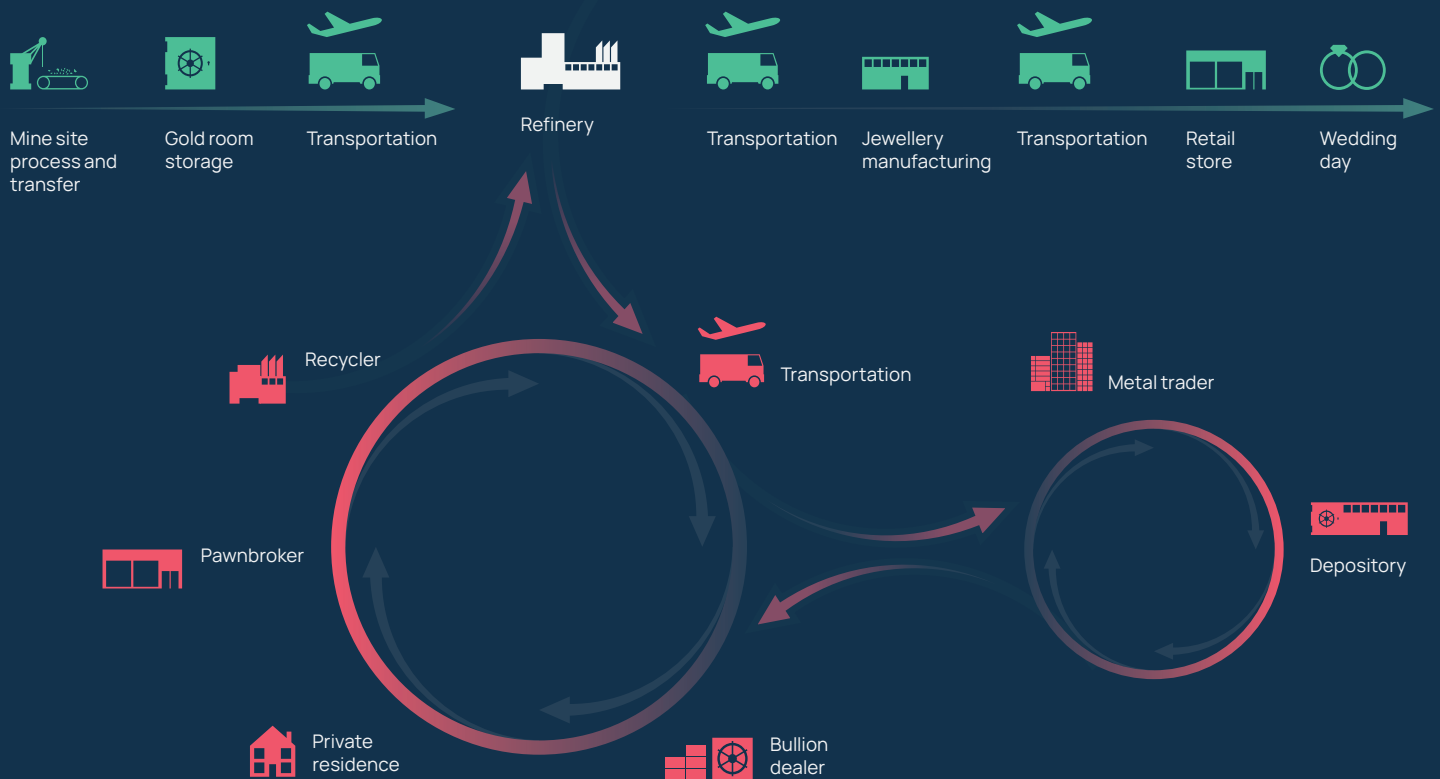 Mine site
process and
transfer
Gold room
storage
Transportation
Refinery
Transportation
Jewellery
manufacturing
Transportation
Retail
store
Wedding
day
Recycler
Transportation
Metal trader
Pawnbroker
Depository
Private
residence
Bullion
dealer